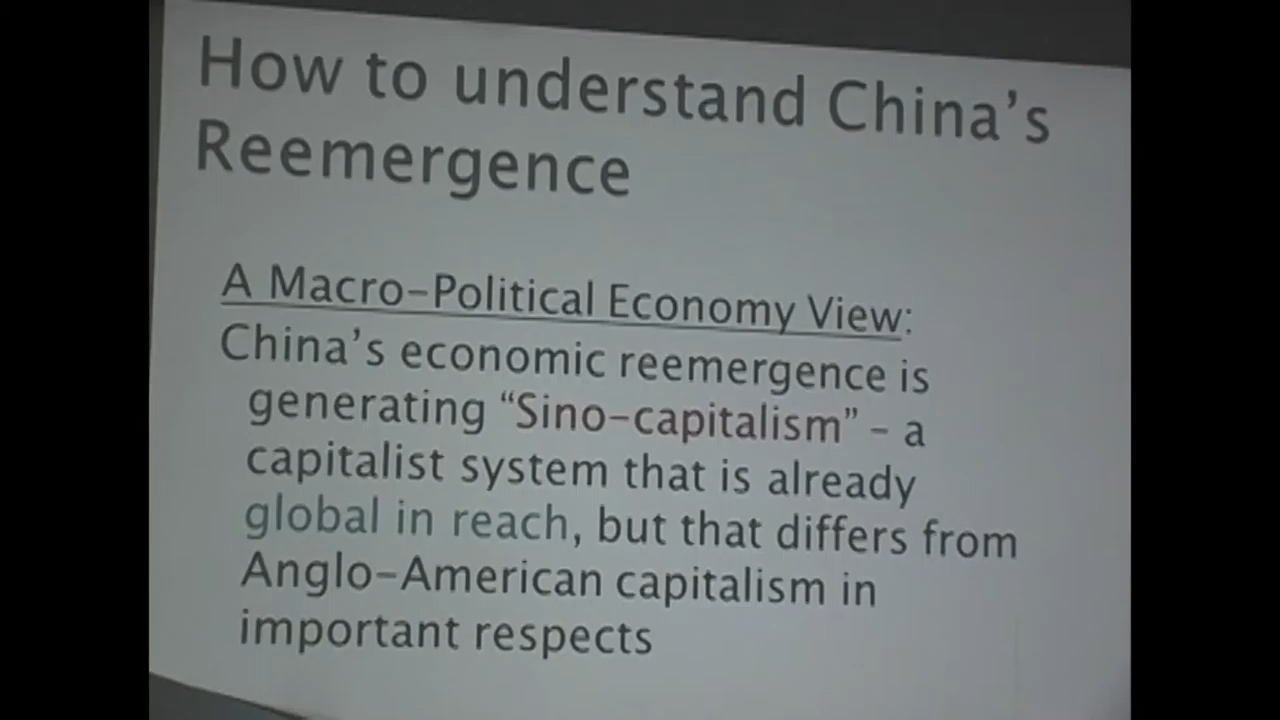 How to understand China's
Reemergence
A Macro-Political Economy View:
China's economic reemergence is
generating “Sino-capitalism” - a
capitalist system that is already
global in reach, but that differs from
Anglo-American capitalism in
important respects